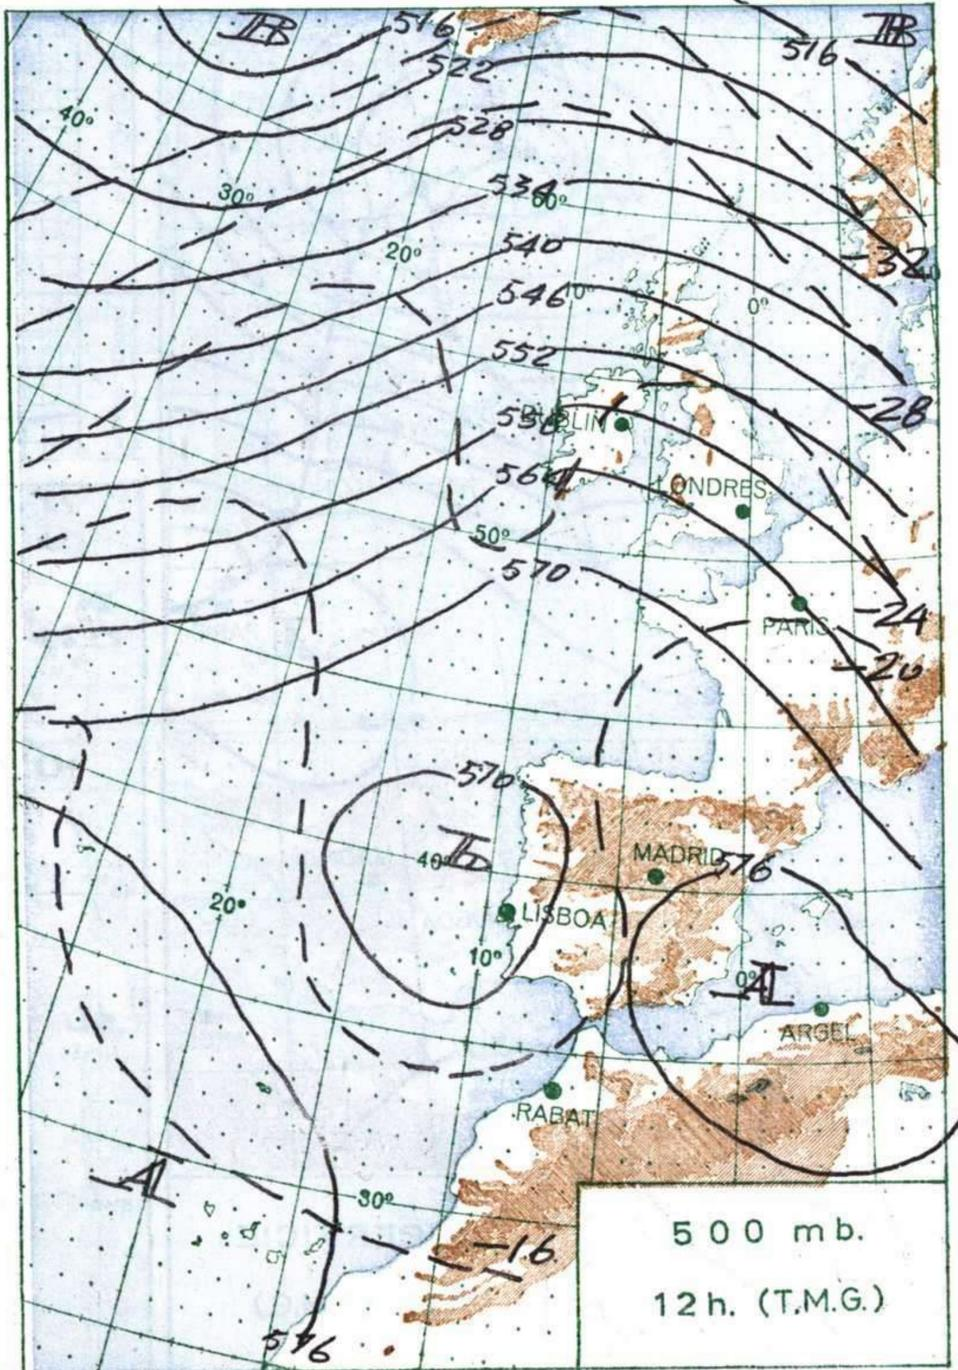 B
516
B
516
522
40°
528
30°
534
60°
20°
540
-32
546
10°
0°
552
-28
DUBLIN
558
564
LONDRES
50°
570
-24
PARIS
-20
570
40°
B
MADRID
576
20°
LISBOA
10°
0°
A
ARGEL
RABAT
A
30°
-16
576
500 mb.
12h. (T.M.G.)